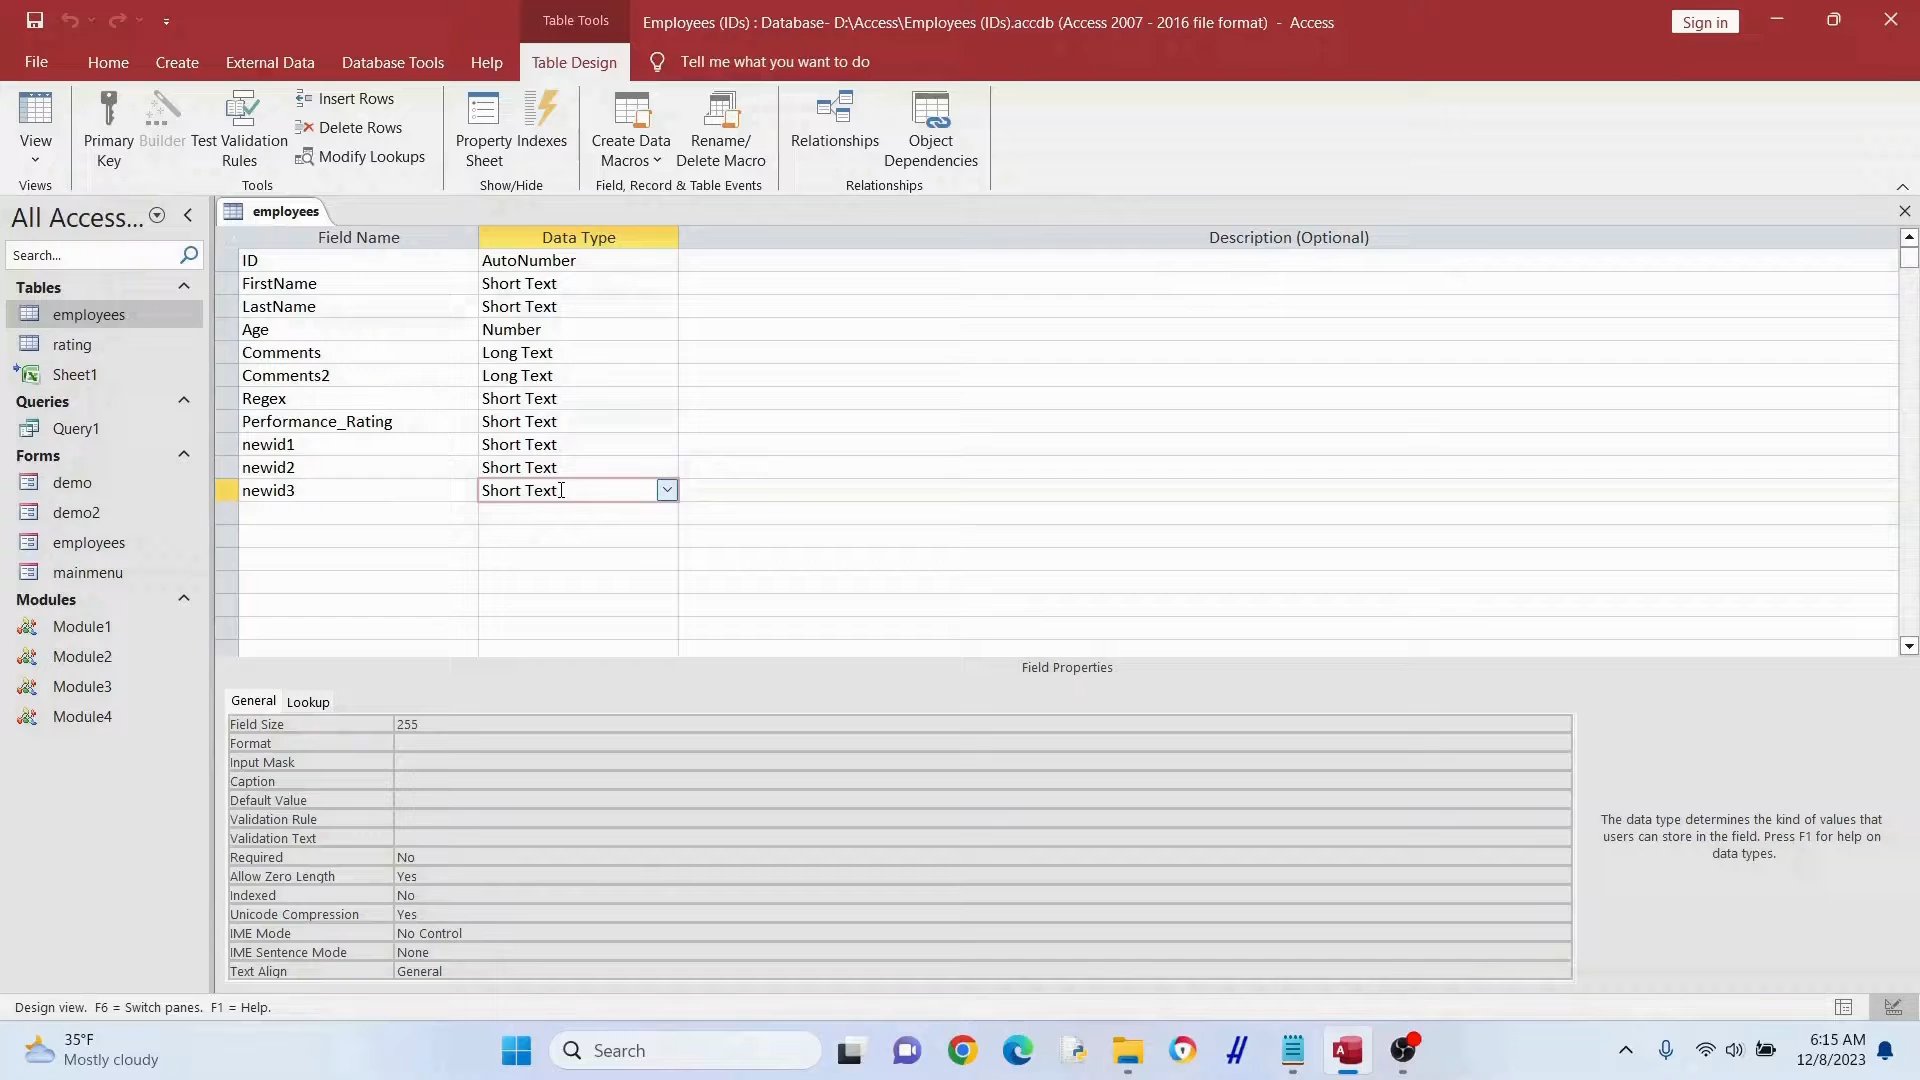 Table Tools
Employees (IDs) : Database- D:\Access\Employees (IDs).accdb (Access 2007 - 2016 file format)  -  Access
Sign in
File
Home
Create
External Data
Database Tools
Help
Table Design
Tell me what you want to do
View
Primary Key
Builder
Test Validation Rules
Insert Rows
Delete Rows
Modify Lookups
Property Sheet
Indexes
Create Data Macros
Rename/ Delete Macro
Relationships
Object Dependencies
Views
Tools
Show/Hide
Field, Record & Table Events
Relationships
All Access...
Search...
Tables
employees
rating
Sheet1
Queries
Query1
Forms
demo
demo2
employees
mainmenu
Modules
Module1
Module2
Module3
Module4
employees
Field Name Data Type Description (Optional)
ID AutoNumber
FirstName Short Text
LastName Short Text
Age Number
Comments Long Text
Comments2 Long Text
Regex Short Text
Performance_Rating Short Text
newid1 Short Text
newid2 Short Text
newid3 Short Text
Field Properties
General Lookup
Field Size 255
Format
Input Mask
Caption
Default Value
Validation Rule
Validation Text
Required No
Allow Zero Length Yes
Indexed No
Unicode Compression Yes
IME Mode No Control
IME Sentence Mode None
Text Align General
The data type determines the kind of values that
users can store in the field. Press F1 for help on
data types.
Design view.  F6 = Switch panes.  F1 = Help.
35°F
Mostly cloudy
Search
6:15 AM
12/8/2023